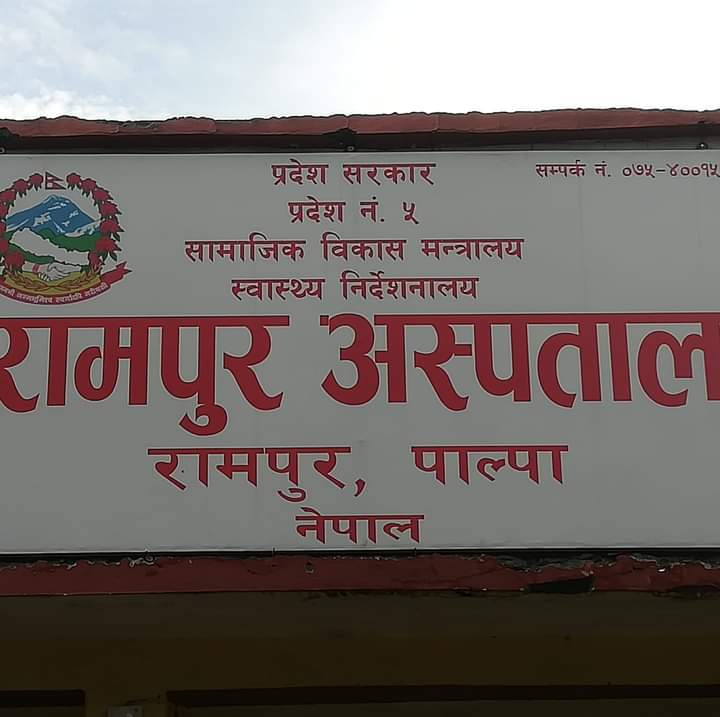 प्रदेश सरकार
सम्पर्क नं. ०७५-४००१५
प्रदेश नं. ५
सामाजिक विकास मन्त्रालय
स्वास्थ्य निर्देशनालय
रामपुर अस्पताल
रामपुर, पाल्पा
नेपाल